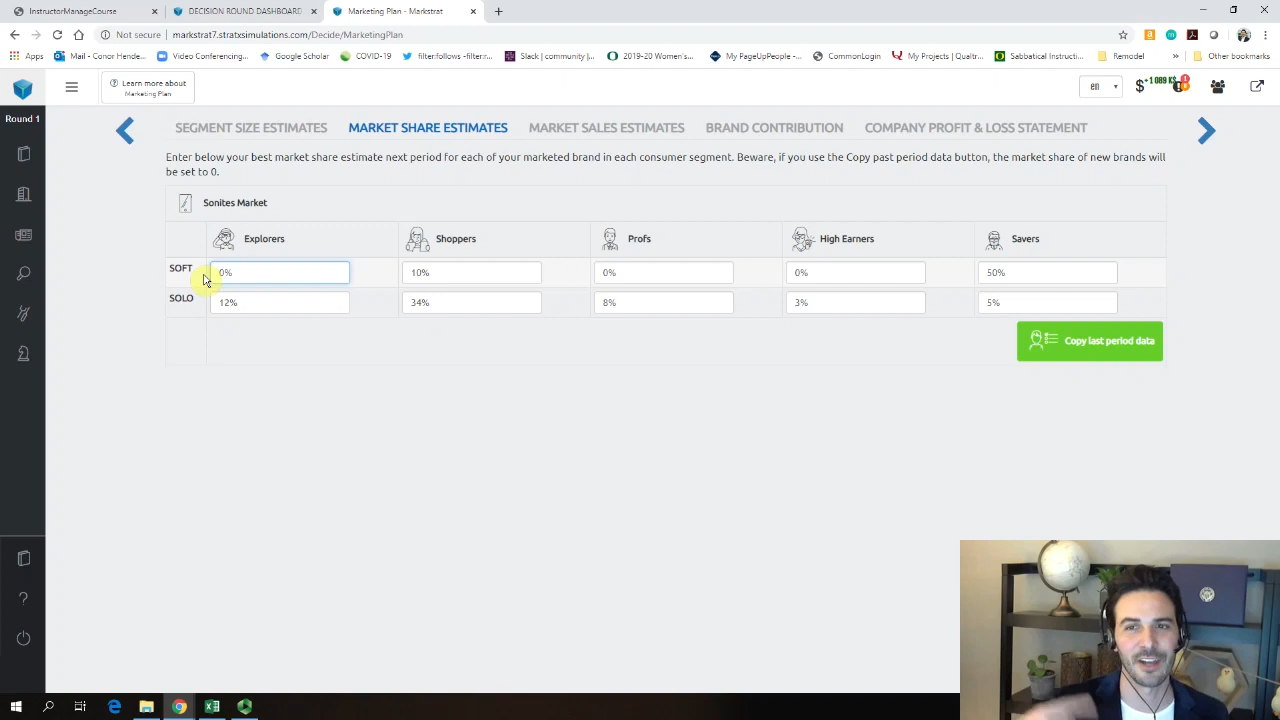 InstructorManageCourse
DECISION ROUND DASHBOARD
Marketing Plan - Markstrat
Not secure
markstrat7.stratxsimulations.com/Decide/MarketingPlan
Apps
Mail - Conor Hende...
Video Conferencing...
Google Scholar
COVID-19
filter:follows -filter:r...
Slack | community |...
2019-20 Women's...
My PageUpPeople -...
CommonLogin
My Projects | Qualtr...
Sabbatical Instructi...
Remodel
»
Other bookmarks
Learn more about
Marketing Plan
en
$ +1 089 K$
Round 1
SEGMENT SIZE ESTIMATES
MARKET SHARE ESTIMATES
MARKET SALES ESTIMATES
BRAND CONTRIBUTION
COMPANY PROFIT & LOSS STATEMENT
Enter below your best market share estimate next period for each of your marketed brand in each consumer segment. Beware, if you use the Copy past period data button, the market share of new brands will
be set to 0.
Sonites Market
Explorers
Shoppers
Profs
High Earners
Savers
SOFT 0% 10% 0% 0% 50%
SOLO 12% 34% 8% 3% 5%
Copy last period data